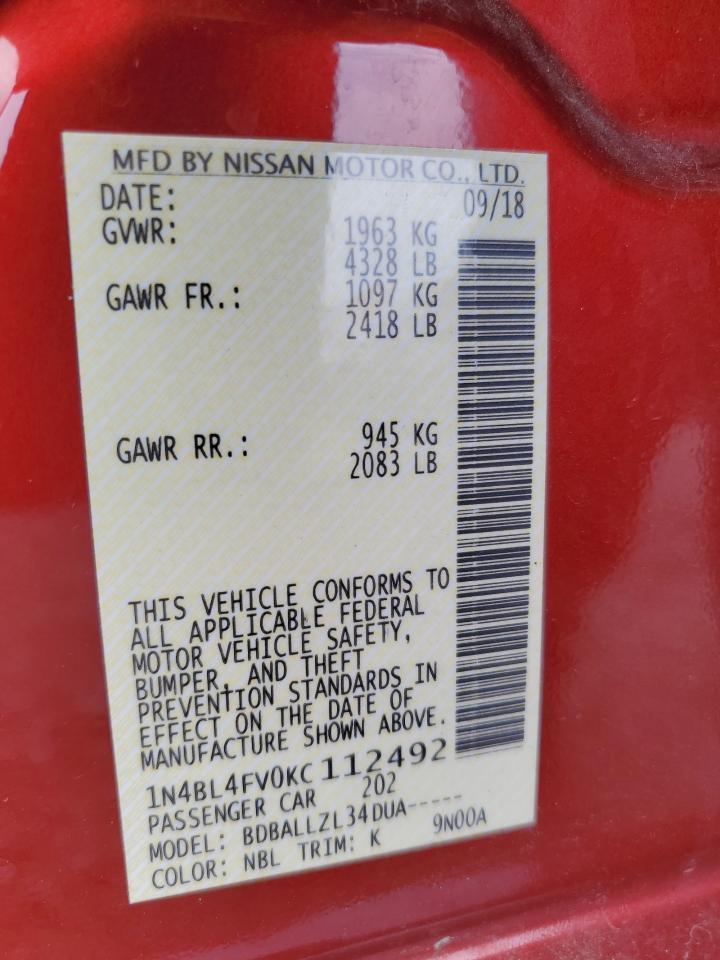 MFD BY NISSAN MOTOR CO., LTD.
DATE: 09/18
GVWR: 1963 KG
4328 LB
GAWR FR.: 1097 KG
2418 LB
GAWR RR.: 945 KG
2083 LB
THIS VEHICLE CONFORMS TO
ALL APPLICABLE FEDERAL
MOTOR VEHICLE SAFETY,
BUMPER, AND THEFT
PREVENTION STANDARDS IN
EFFECT ON THE DATE OF
MANUFACTURE SHOWN ABOVE.
1N4BL4FV0KC112492
PASSENGER CAR 202
MODEL: BDBALLZL34DUA-----
COLOR: NBL TRIM: K 9N00A